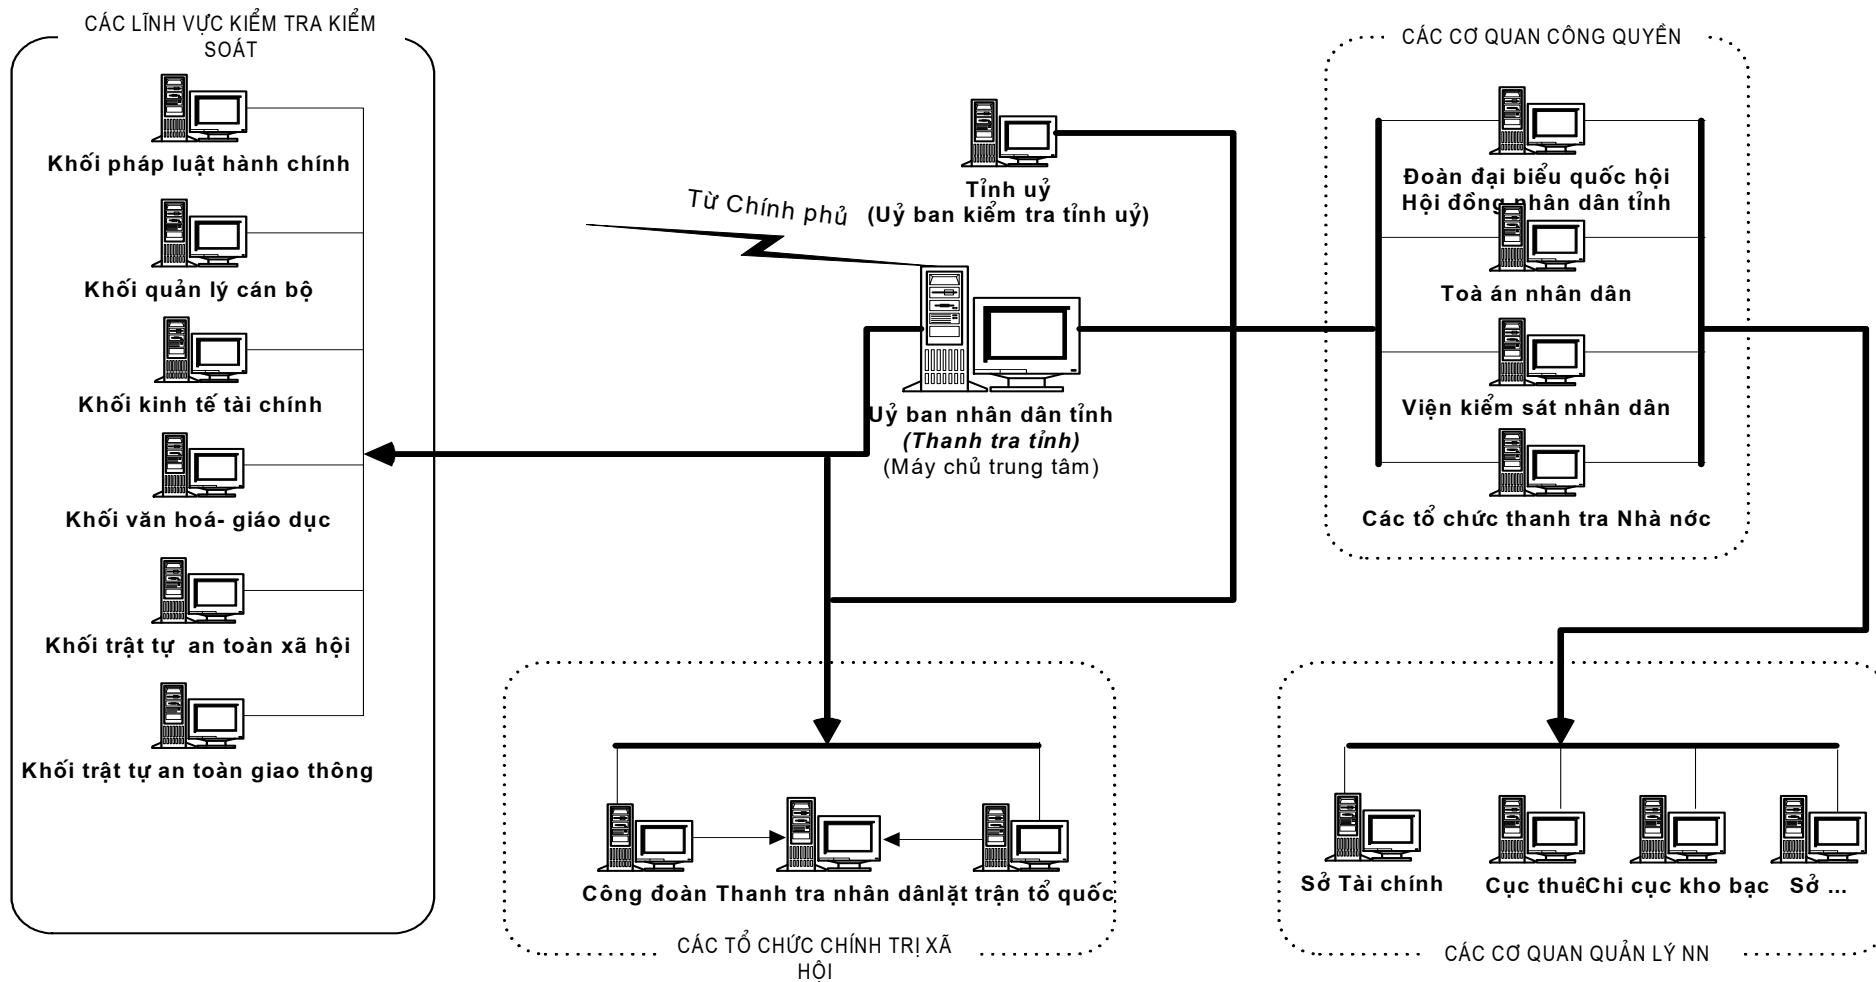 CÁC LĨNH VỰC KIỂM TRA KIỂM
SOÁT
Khối pháp luật hành chính
Khối quản lý cán bộ
Khối kinh tế tài chính
Khối văn hoá- giáo dục
Khối trật tự an toàn xã hội
Khối trật tự an toàn giao thông
Từ Chính phủ
Tỉnh uỷ
(Uỷ ban kiểm tra tỉnh uỷ)
Uỷ ban nhân dân tỉnh
(Thanh tra tỉnh)
(Máy chủ trung tâm)
CÁC CƠ QUAN CÔNG QUYỀN
Đoàn đại biểu quốc hội
Hội đồng nhân dân tỉnh
Toà án nhân dân
Viện kiểm sát nhân dân
Các tổ chức thanh tra Nhà nớc
Công đoàn
Thanh tra nhân dân
lặt trận tổ quốc
CÁC TỔ CHỨC CHÍNH TRỊ XÃ
HỘI
Sở Tài chính
Cục thuê
Chi cục kho bạc
Sở ...
CÁC CƠ QUAN QUẢN LÝ NN